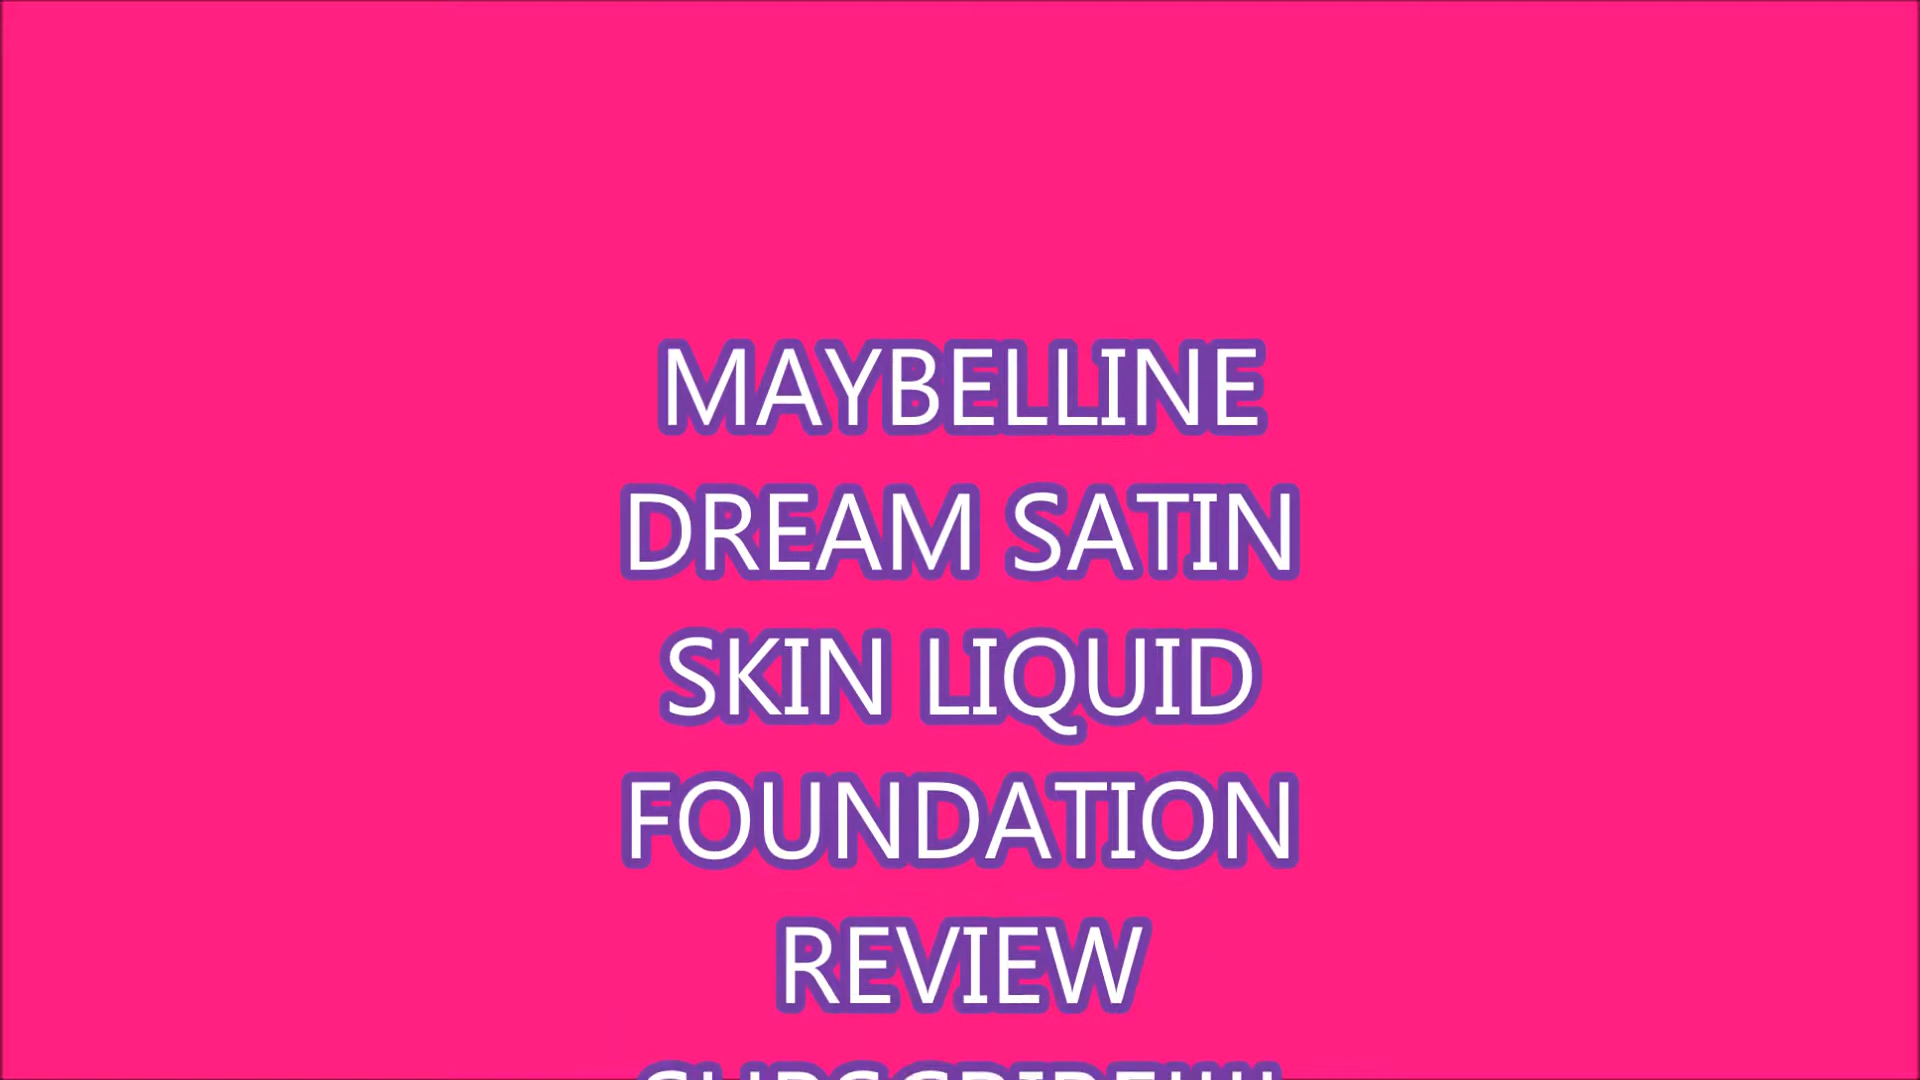 MAYBELLINE
DREAM SATIN
SKIN LIQUID
FOUNDATION
REVIEW